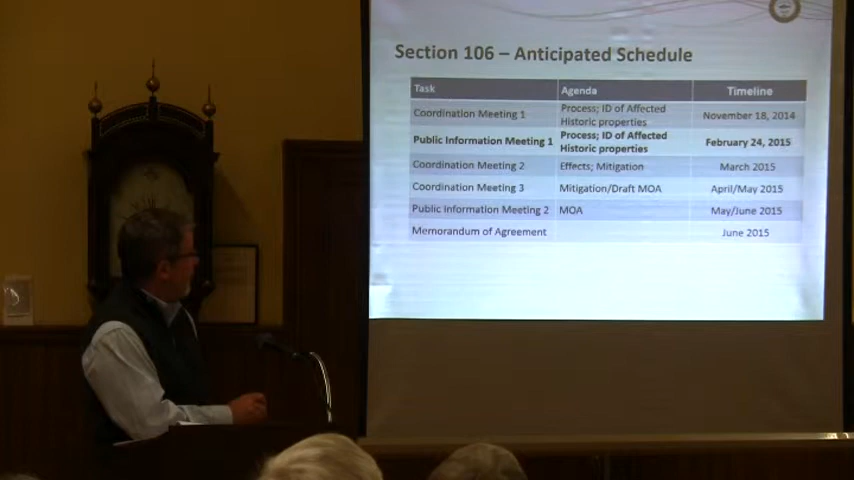 Section 106 – Anticipated Schedule
Task Agenda Timeline
Coordination Meeting 1 Process; ID of Affected Historic properties November 18, 2014
Public Information Meeting 1 Process; ID of Affected Historic properties February 24, 2015
Coordination Meeting 2 Effects; Mitigation March 2015
Coordination Meeting 3 Mitigation/Draft MOA April/May 2015
Public Information Meeting 2 MOA May/June 2015
Memorandum of Agreement June 2015